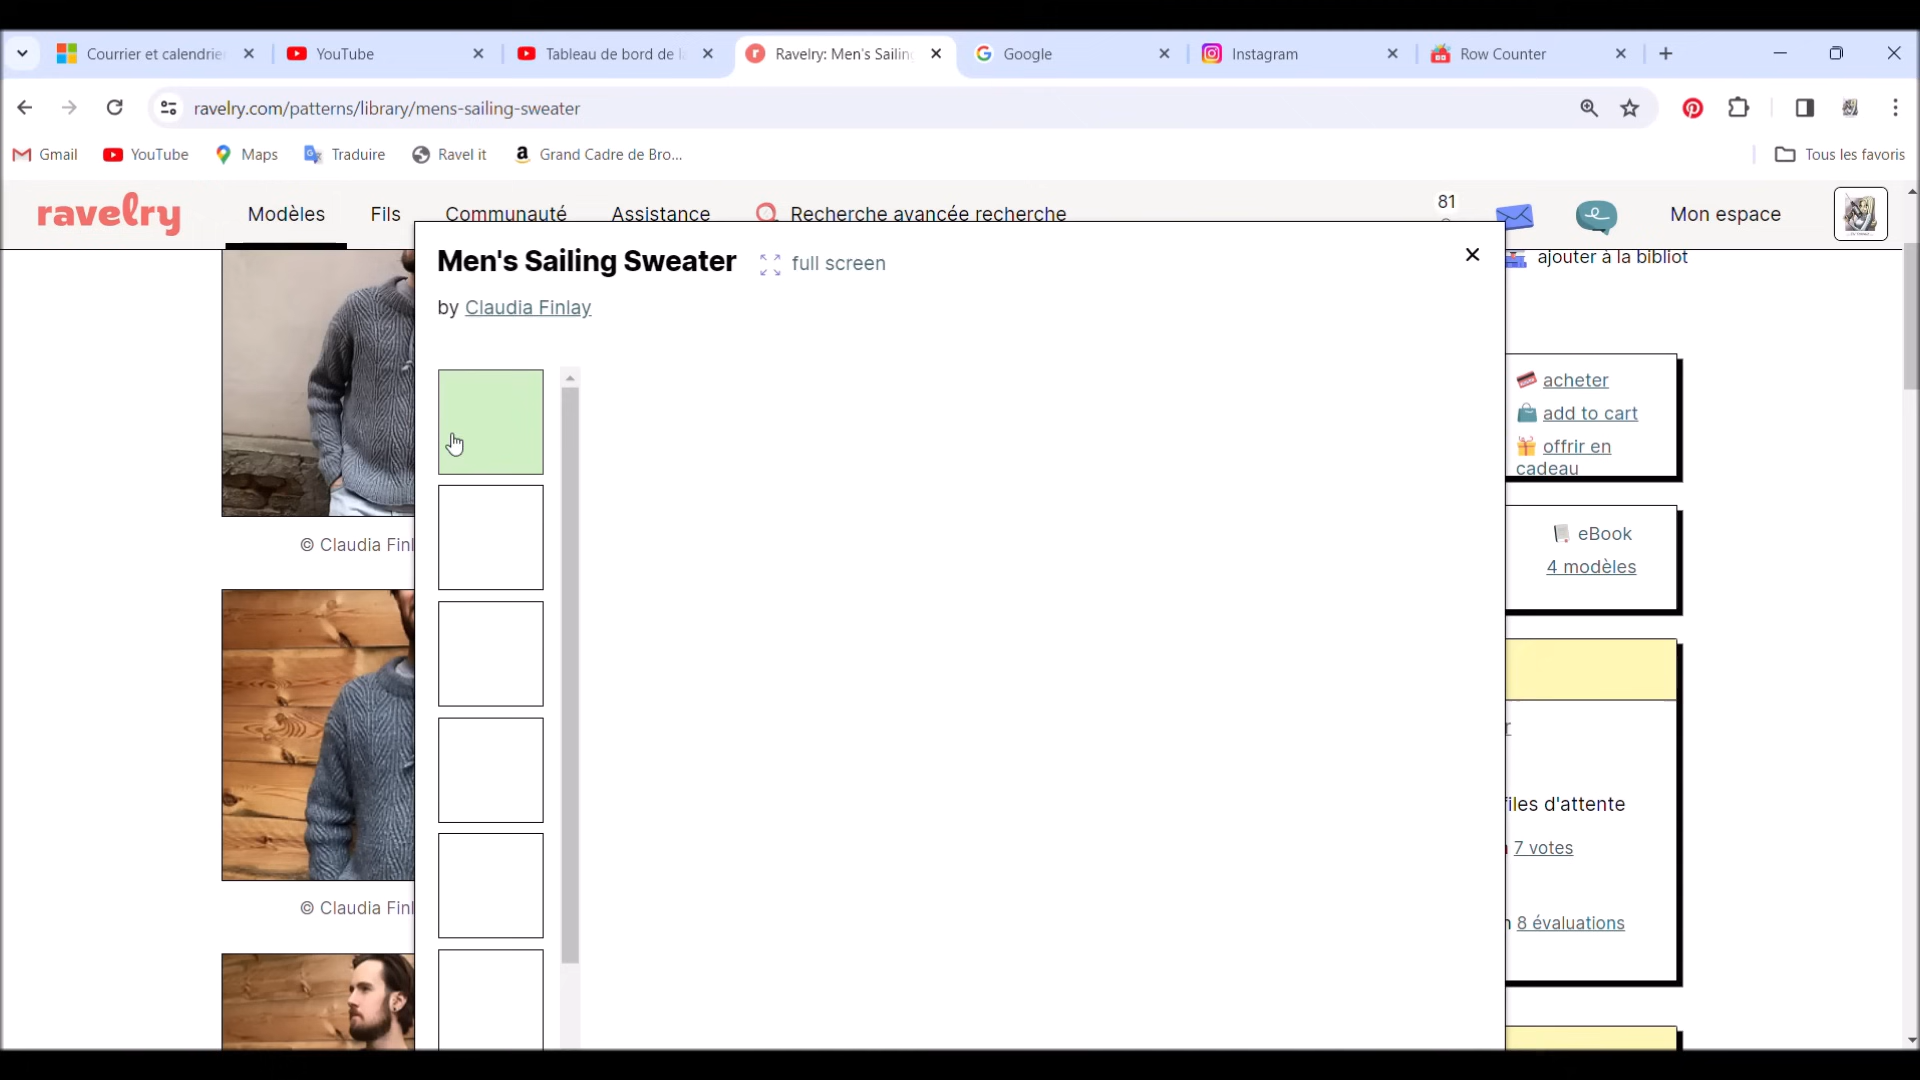 Courrier et calendrier
YouTube
Tableau de bord de l
Ravelry: Men's Sailing
Google
Instagram
Row Counter
ravelry.com/patterns/library/mens-sailing-sweater
Gmail
YouTube
Maps
Traduire
Ravel it
a
Grand Cadre de Bro...
Tous les favoris
ravelry
Modèles
Fils
Communauté
Assistance
Recherche avancée recherche
81
Mon espace
Men's Sailing Sweater
full screen
by Claudia Finlay
ajouter à la bibliot
acheter
add to cart
offrir en
cadeau
© Claudia Finl
eBook
4 modèles
r
files d'attente
7 votes
© Claudia Finl
n 8 évaluations